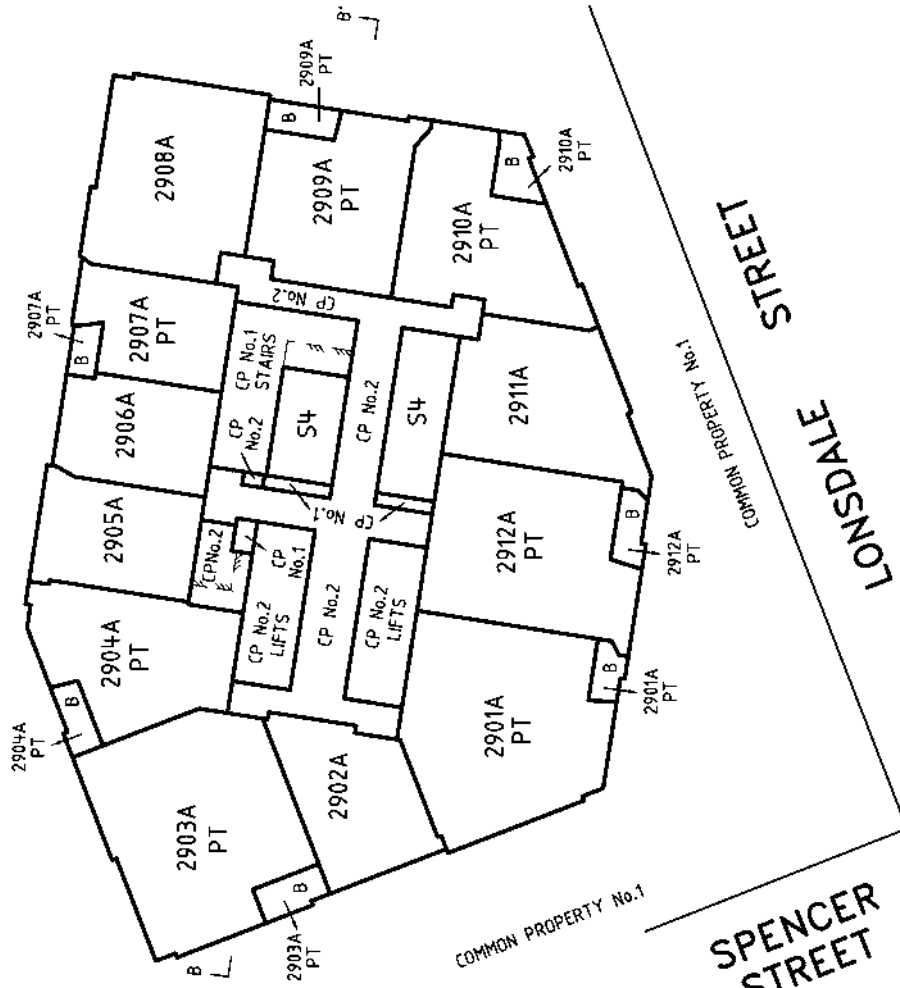 B'
2909A
PT
B
2908A
2909A
PT
B
2910A
PT
2910A
PT
2907A
PT
B
2907A
PT
CP No.2
CP No.1
STAIRS
2906A
CP
No.2
S4
CP No.2
S4
2911A
STREET
COMMON PROPERTY No.1
LONSDALE
2905A
CPNo.2
CP
No.1
CP No.1
2912A
PT
B
2912A
PT
2904A
PT
B
2904A
PT
CP No.2
LIFTS
CP No.2
CP No.2
LIFTS
2901A
PT
B
2901A
PT
2903A
PT
B
2903A
PT
2902A
B
COMMON PROPERTY No.1
SPENCER
STREET